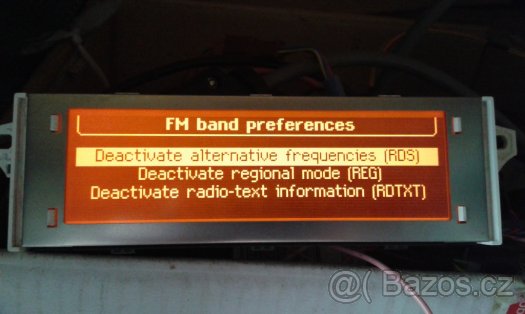 FM band preferences
Deactivate alternative frequencies (RDS)
Deactivate regional mode (REG)
Deactivate radio-text information (RDTXT)
Bazos.cz